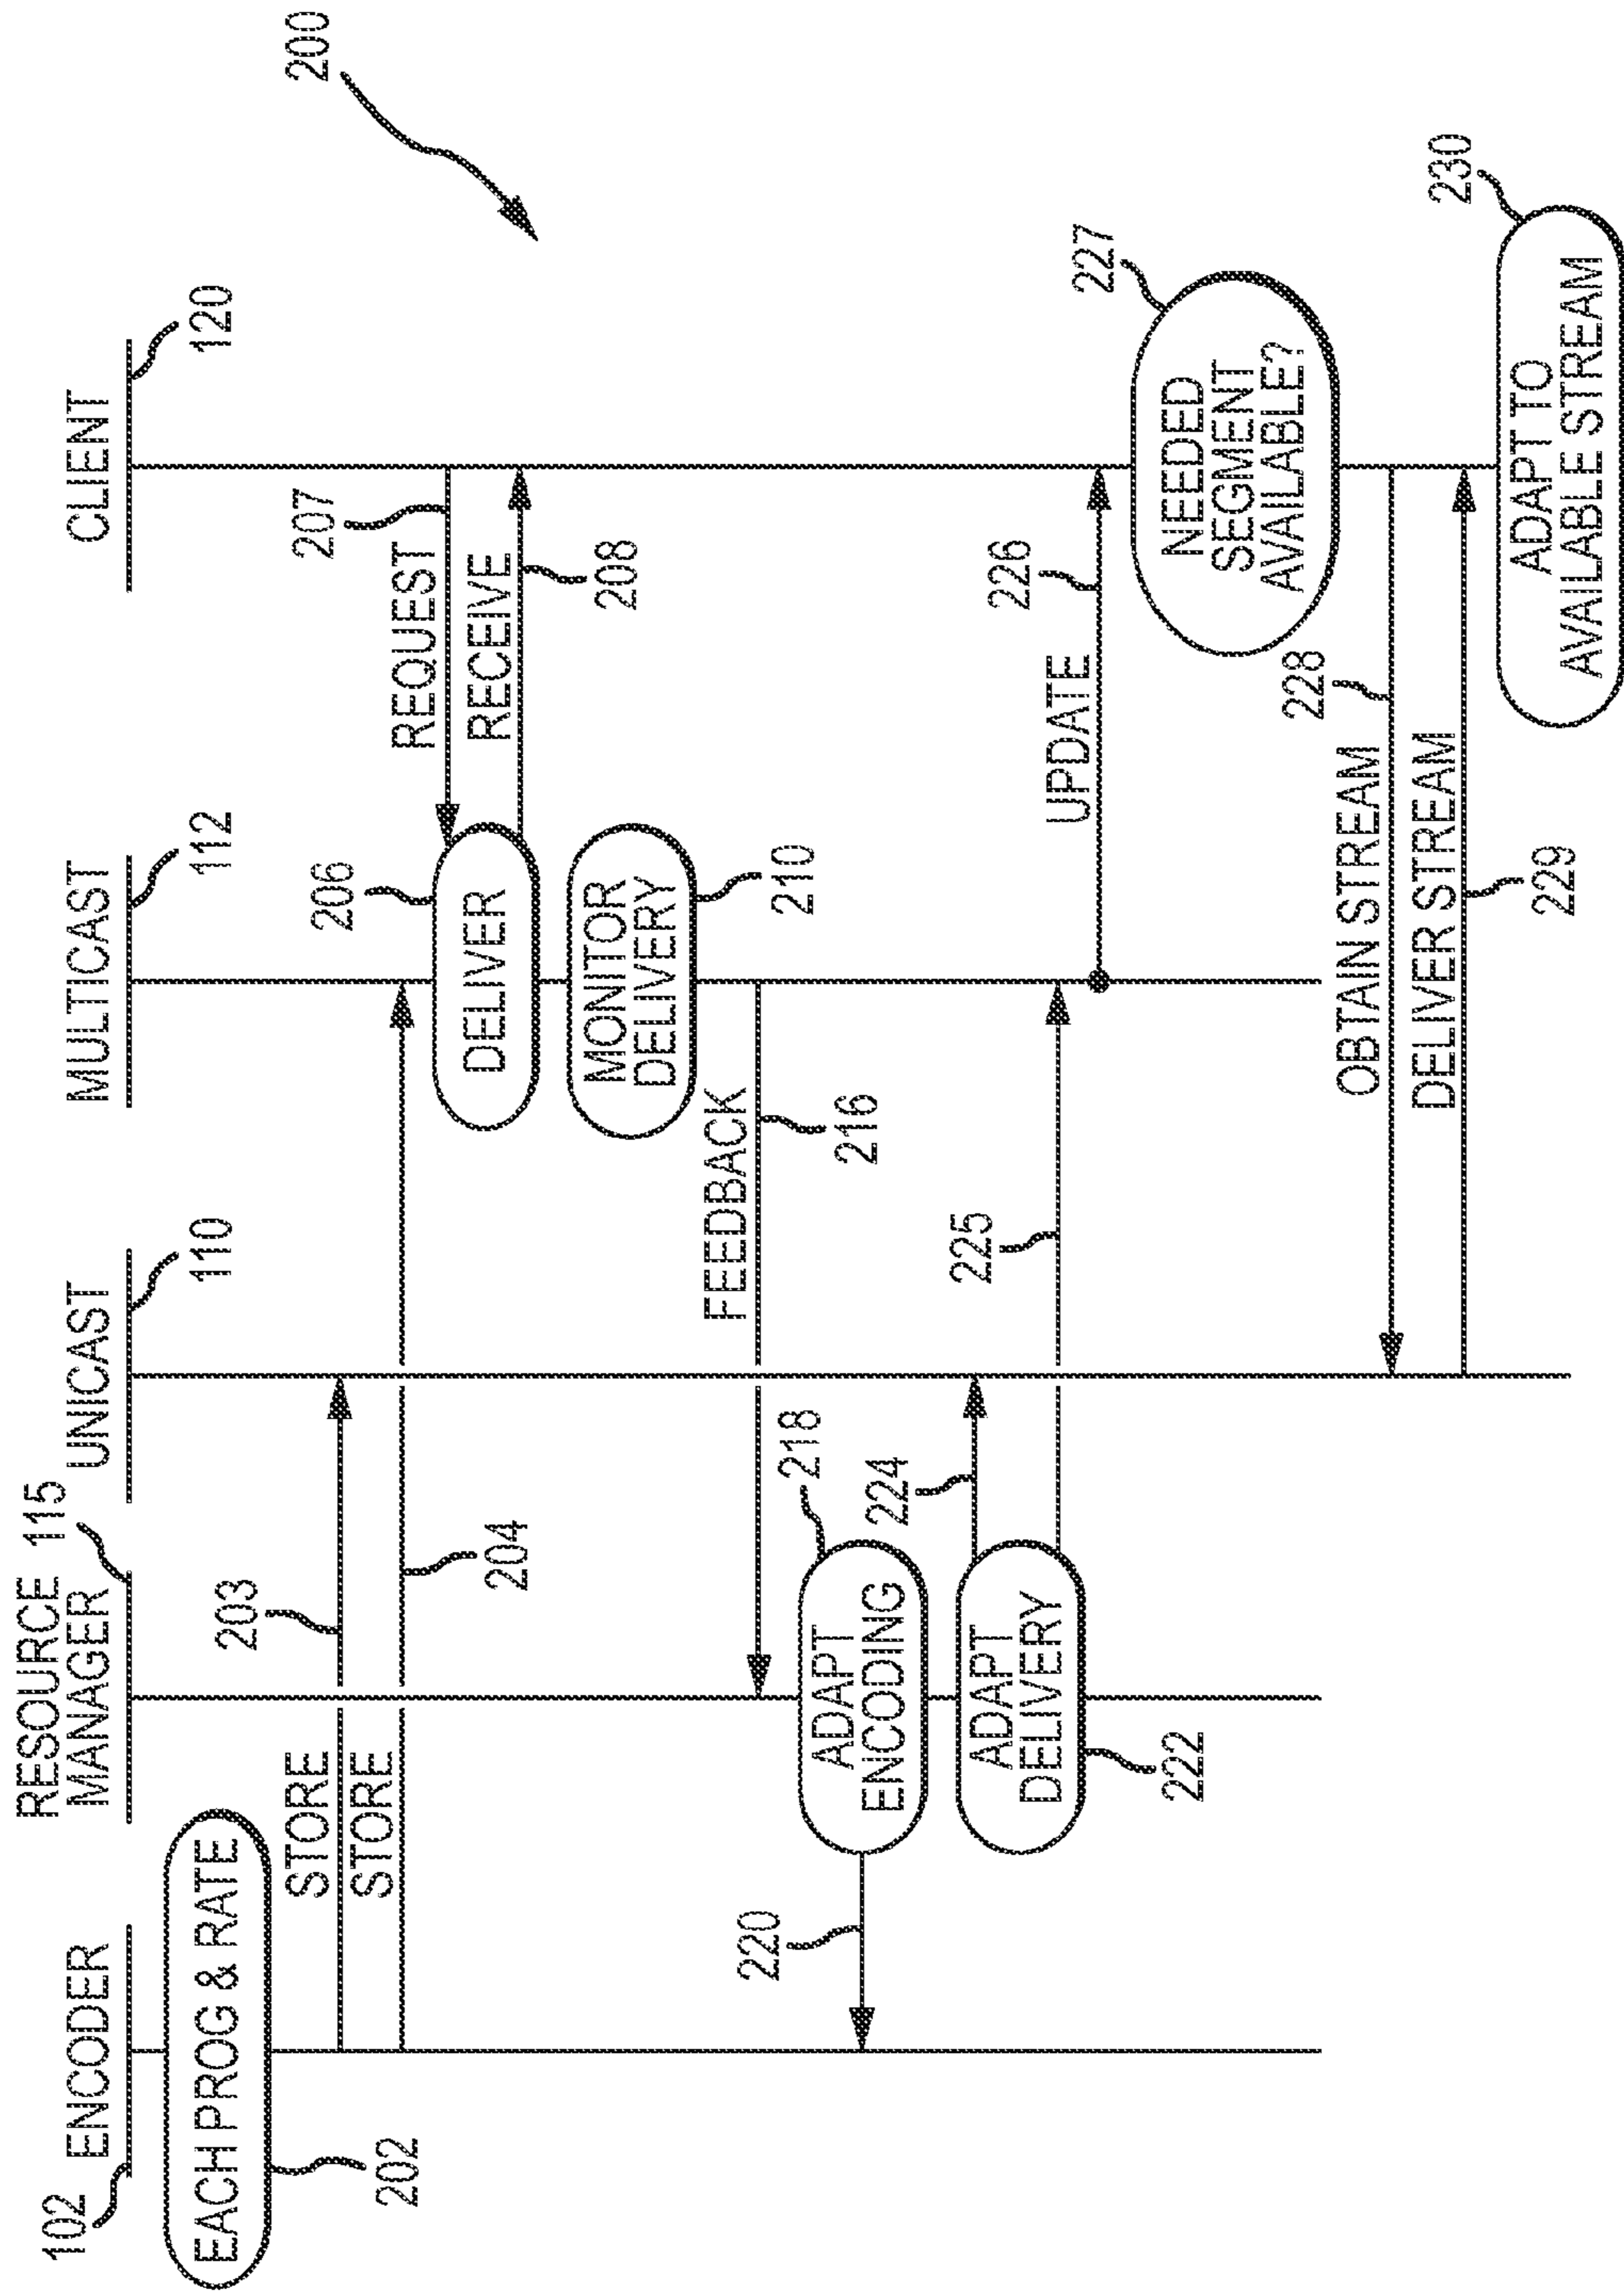 200
102
ENCODER
RESOURCE
MANAGER
115
UNICAST
110
MULTICAST
112
CLIENT
120
EACH PROG & RATE
202
STORE
203
STORE
204
REQUEST
207
206
DELIVER
RECEIVE
208
MONITOR
DELIVERY
210
FEEDBACK
216
ADAPT
ENCODING
218
220
ADAPT
DELIVERY
222
224
225
UPDATE
226
NEEDED
SEGMENT
AVAILABLE?
227
OBTAIN STREAM
228
DELIVER STREAM
229
ADAPT TO
AVAILABLE STREAM
230